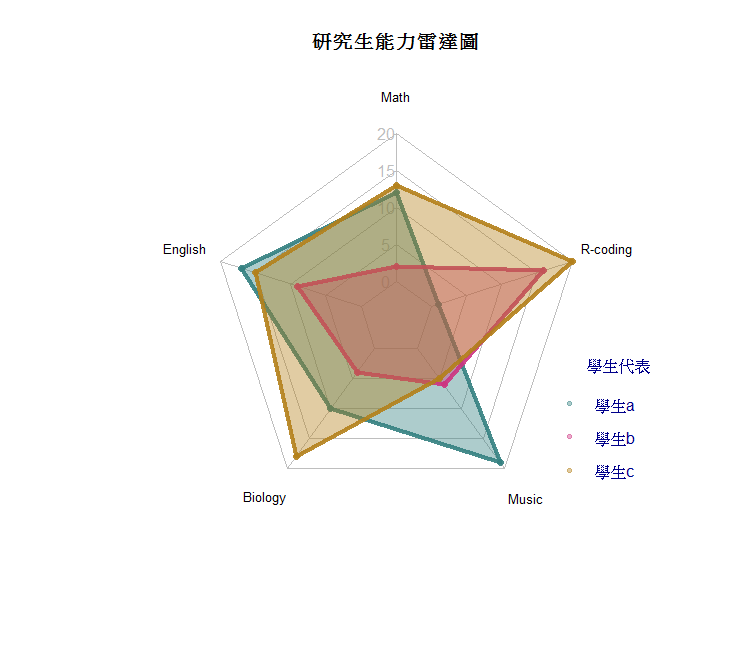 研究生能力雷達圖
Math
20
15
10
5
0
English
R-coding
Biology
Music
學生代表
學生a
學生b
學生c